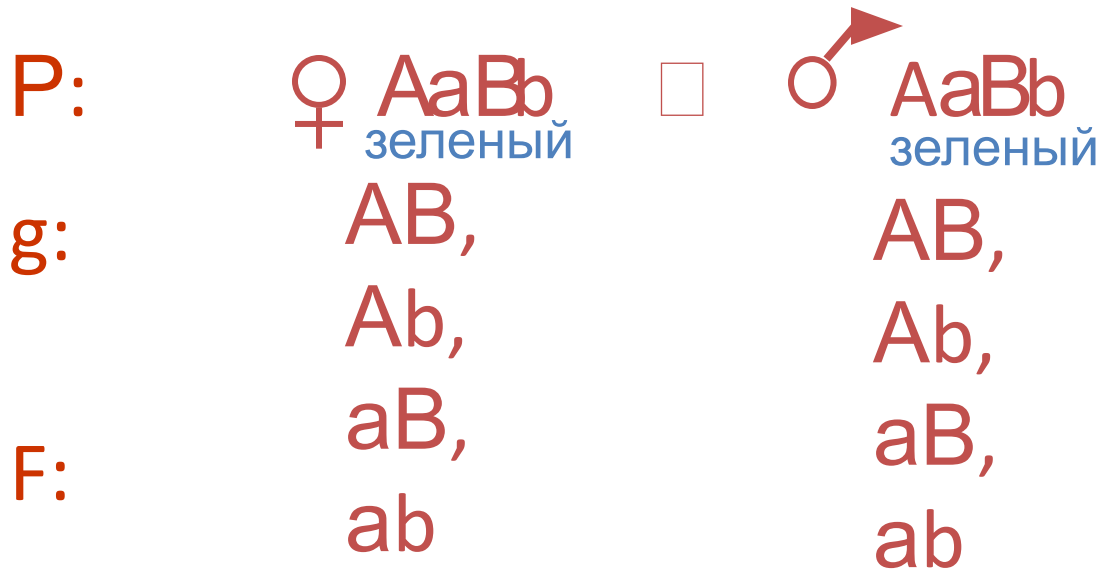 P: ♀ AaBb □ ♂ AaBb
зеленый зеленый
g: AB, AB,
Ab, Ab,
aB, aB,
F:
ab ab